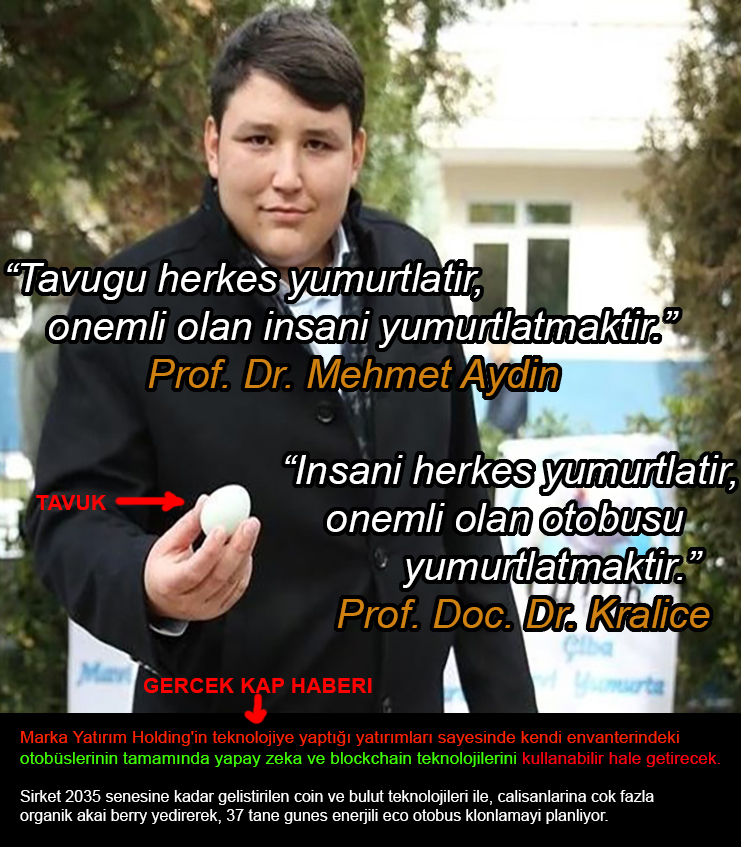 “Tavugu herkes yumurtlatir,
onemli olan insani yumurtlatmaktir.”
Prof. Dr. Mehmet Aydin
“Insani herkes yumurtlatir,
onemli olan otobusu
yumurtlatmaktir.”
Prof. Doc. Dr. Kralice
TAVUK
Çiba
Mavi
Yumurta
GERCEK KAP HABERI
Marka Yatırım Holding'in teknolojiye yaptığı yatırımları sayesinde kendi envanterindeki
otobüslerinin tamamında yapay zeka ve blockchain teknolojilerini kullanabilir hale getirecek.
Sirket 2035 senesine kadar gelistirilen coin ve bulut teknolojileri ile, calisanlarina cok fazla
organik akai berry yedirerek, 37 tane gunes enerjili eco otobus klonlamayi planliyor.